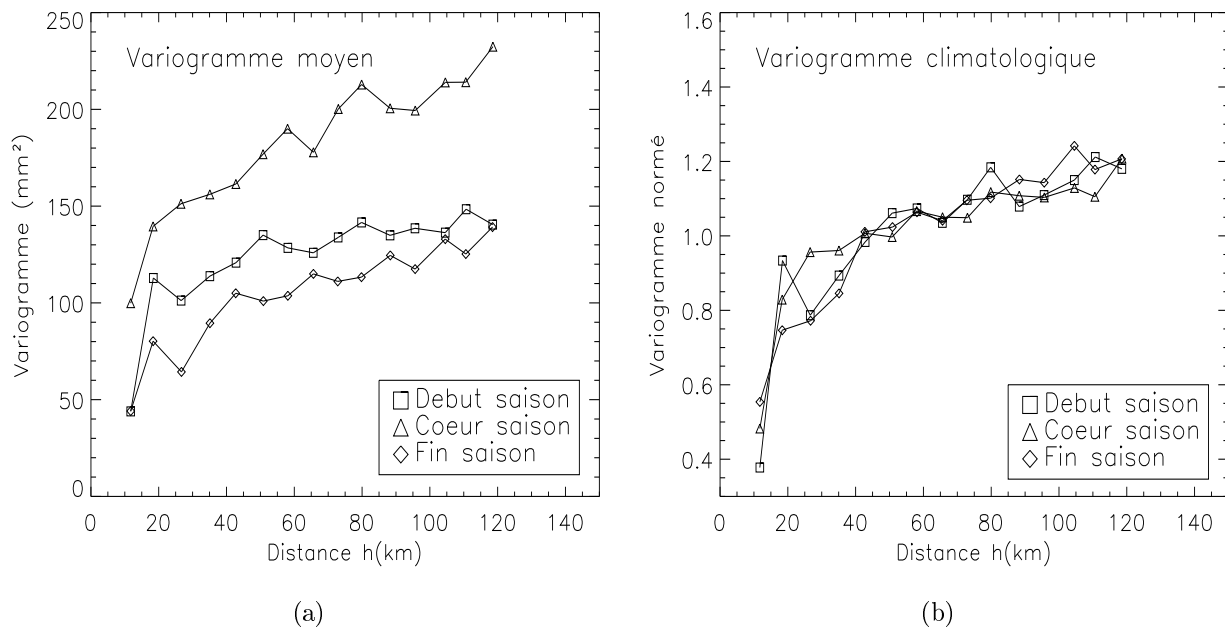 Variogramme moyen
Variogramme (mm²)
250
200
150
100
50
0
0 20 40 60 80 100 120 140
Distance h(km)
Debut saison
Coeur saison
Fin saison
(a)
Variogramme climatologique
Variogramme normé
1.6
1.4
1.2
1.0
0.8
0.6
0.4
0 20 40 60 80 100 120 140
Distance h(km)
Debut saison
Coeur saison
Fin saison
(b)